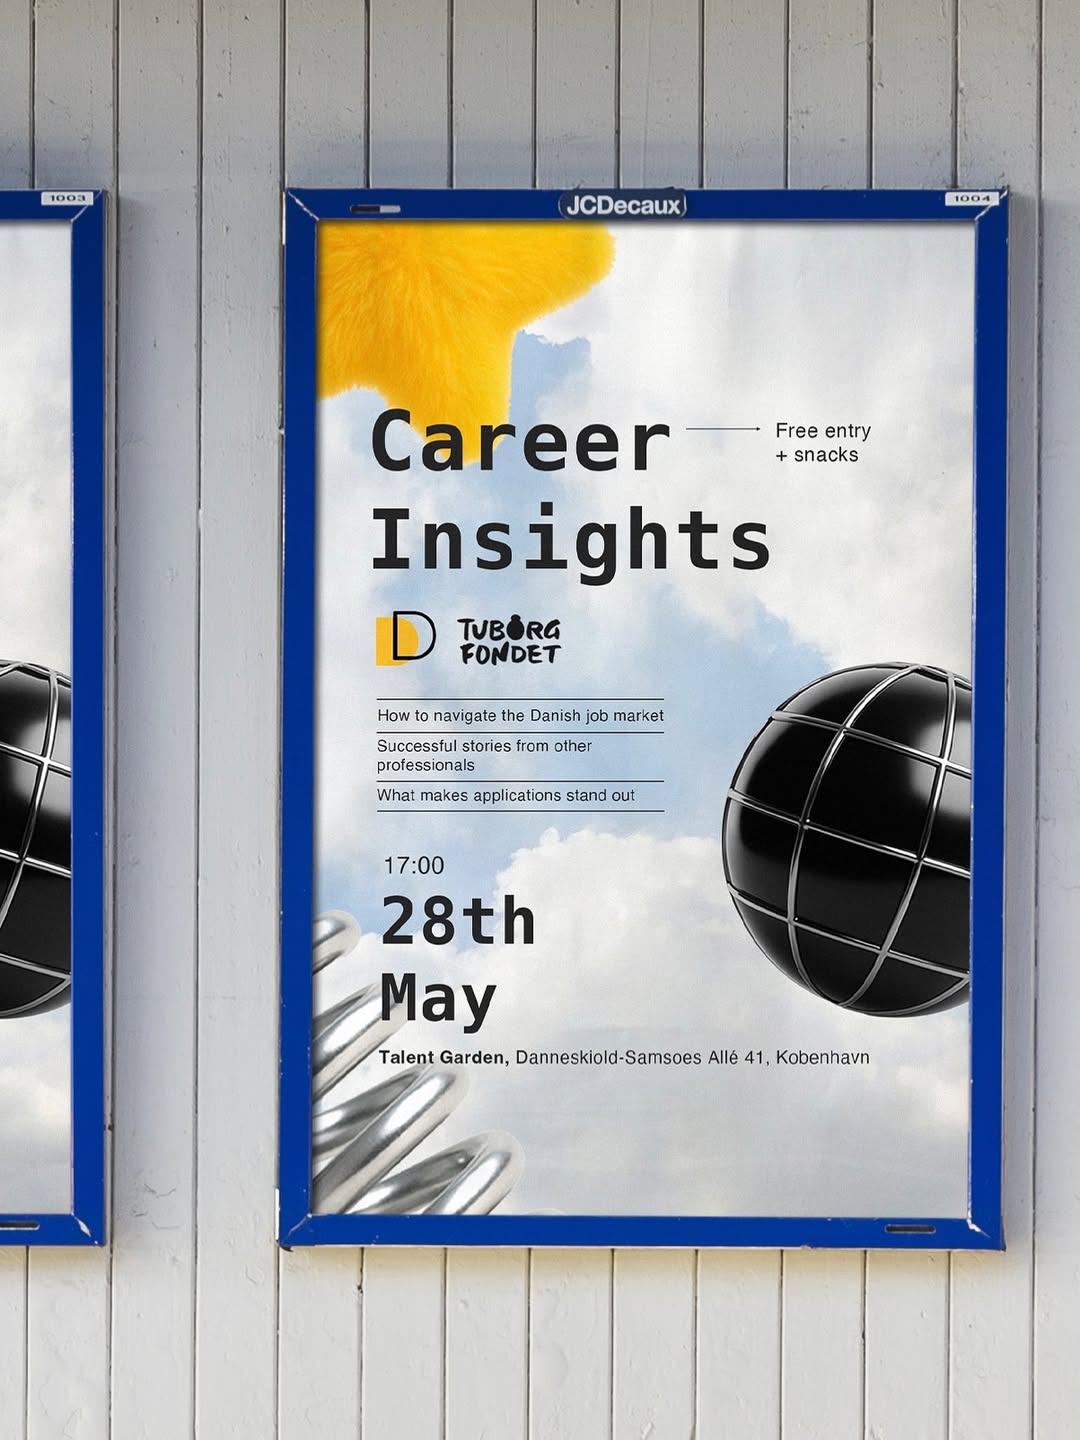 1003
JCDecaux
1004
Career
Free entry
+ snacks
Insights
D
TUBORG
FONDET
How to navigate the Danish job market
Successful stories from other
professionals
What makes applications stand out
17:00
28th
May
Talent Garden, Danneskiold-Samsoes Allé 41, Kobenhavn